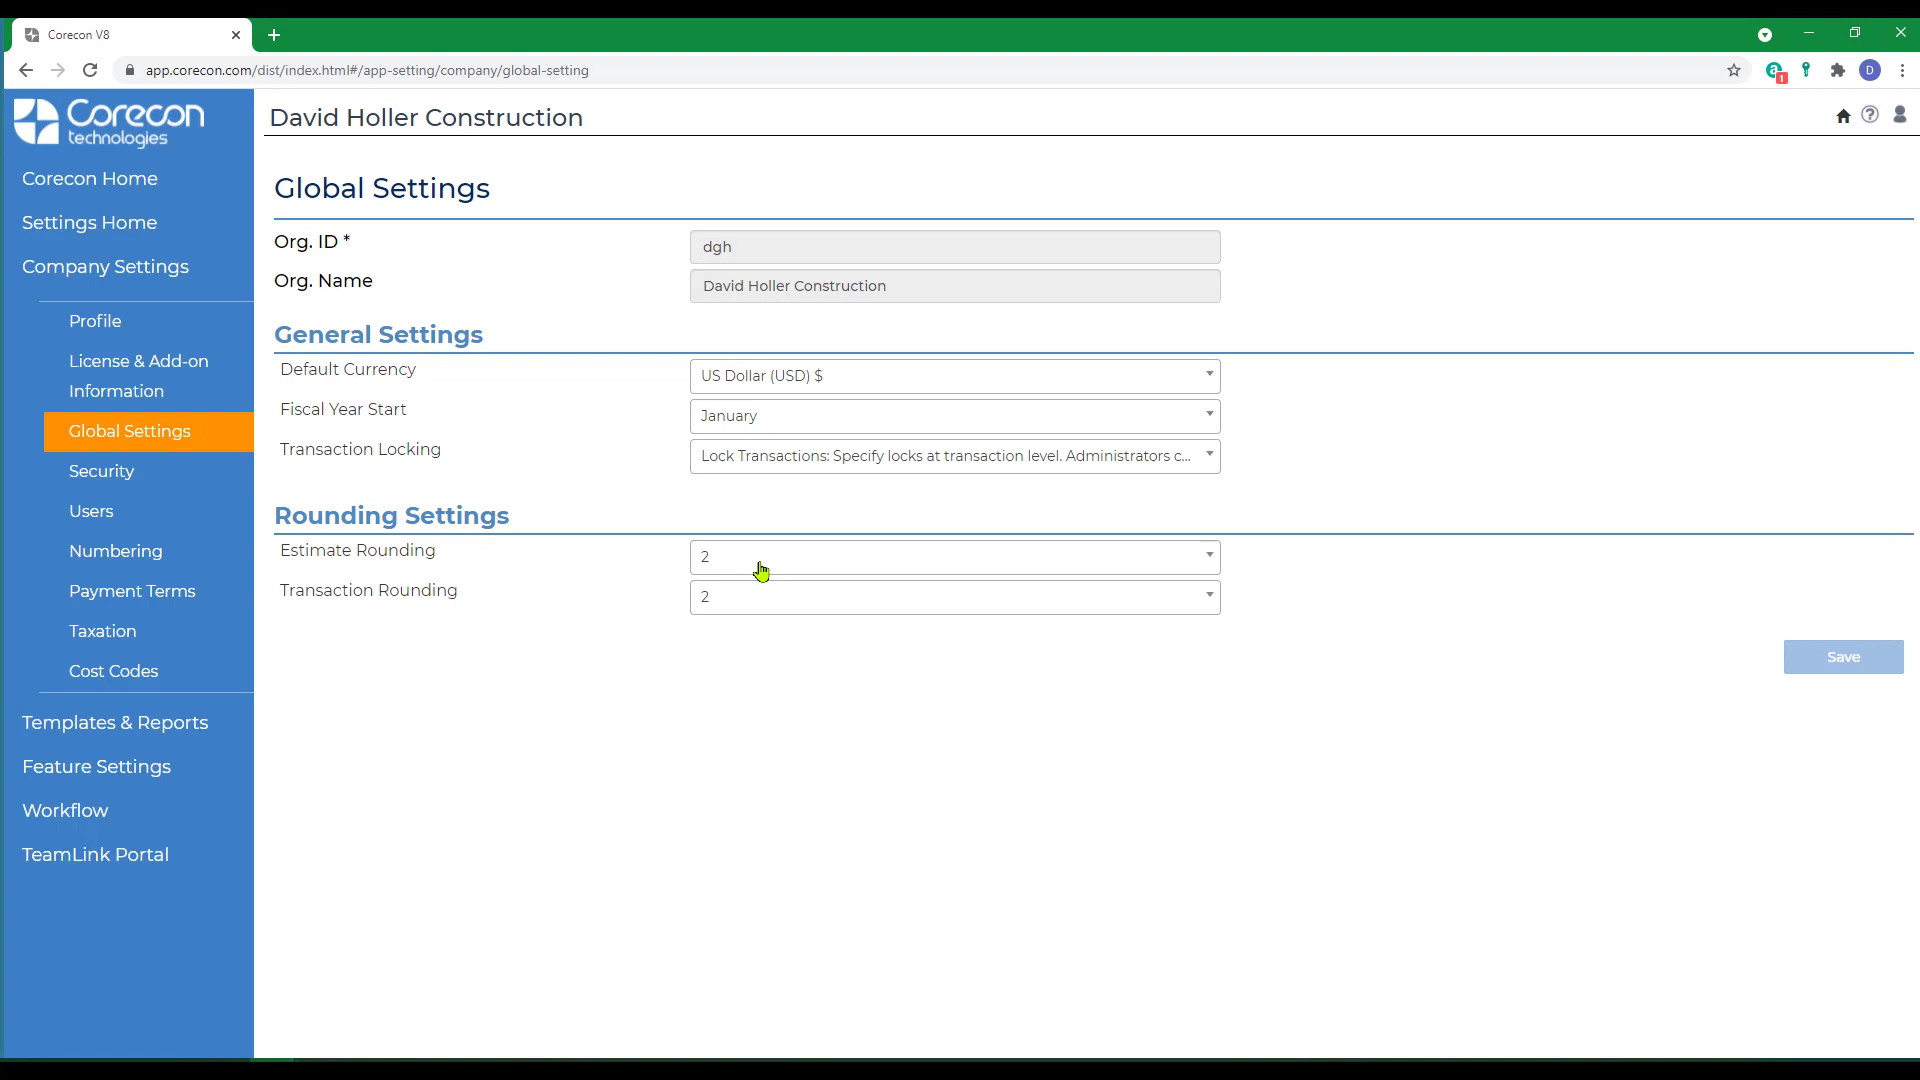 Corecon V8
app.corecon.com/dist/index.html#/app-setting/company/global-setting
1
D
Corecon
technologies
David Holler Construction
Corecon Home
Settings Home
Company Settings
Profile
License & Add-on
Information
Global Settings
Security
Users
Numbering
Payment Terms
Taxation
Cost Codes
Templates & Reports
Feature Settings
Workflow
TeamLink Portal
Global Settings
Org. ID *
dgh
Org. Name
David Holler Construction
General Settings
Default Currency
US Dollar (USD) $
Fiscal Year Start
January
Transaction Locking
Lock Transactions: Specify locks at transaction level. Administrators c...
Rounding Settings
Estimate Rounding
2
Transaction Rounding
2
Save